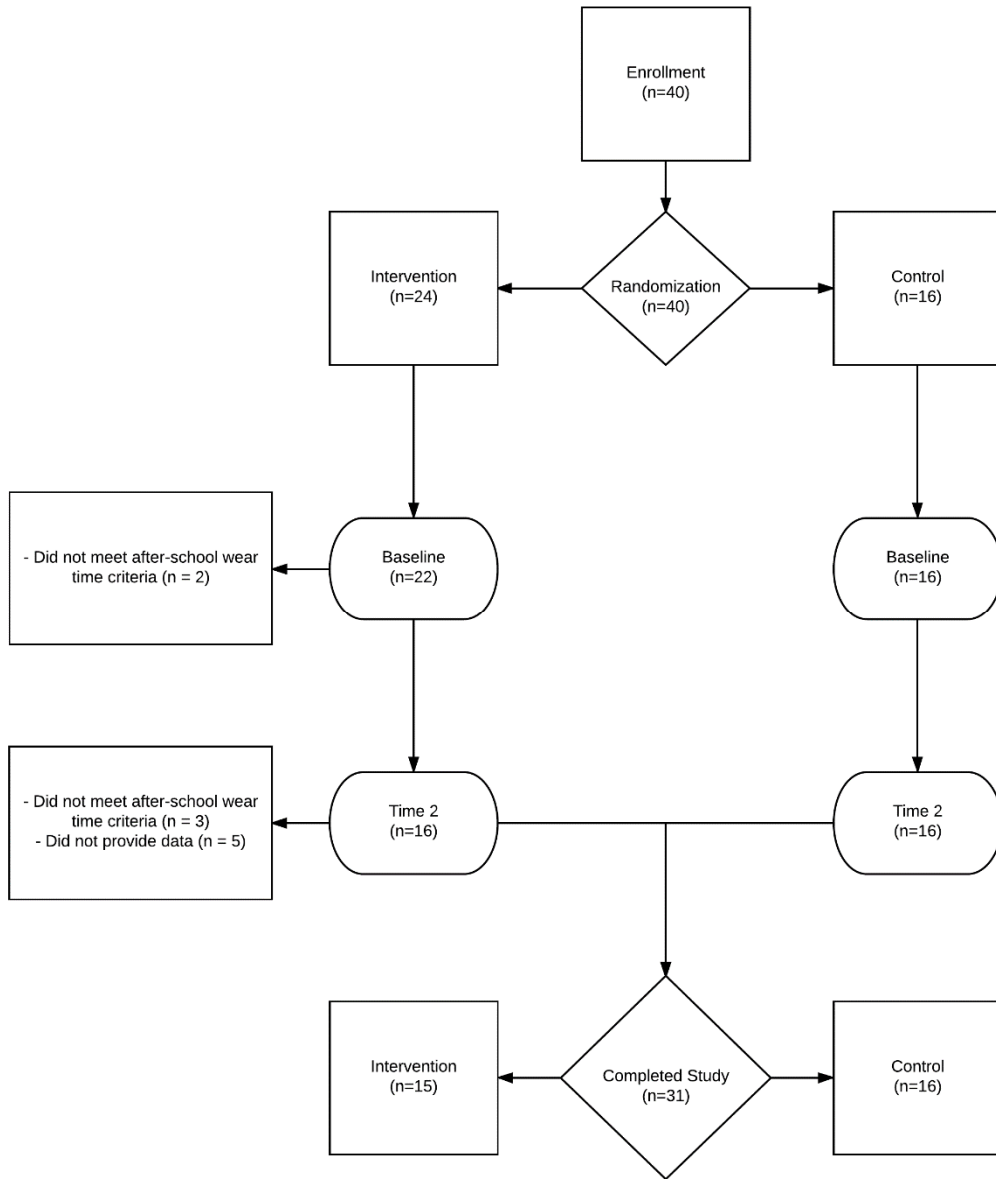 Enrollment
(n=40)
Intervention
(n=24)
Randomization
(n=40)
Control
(n=16)
- Did not meet after-school wear
time criteria (n = 2)
Baseline
(n=22)
Baseline
(n=16)
- Did not meet after-school wear
time criteria (n = 3)
- Did not provide data (n = 5)
Time 2
(n=16)
Time 2
(n=16)
Intervention
(n=15)
Completed Study
(n=31)
Control
(n=16)